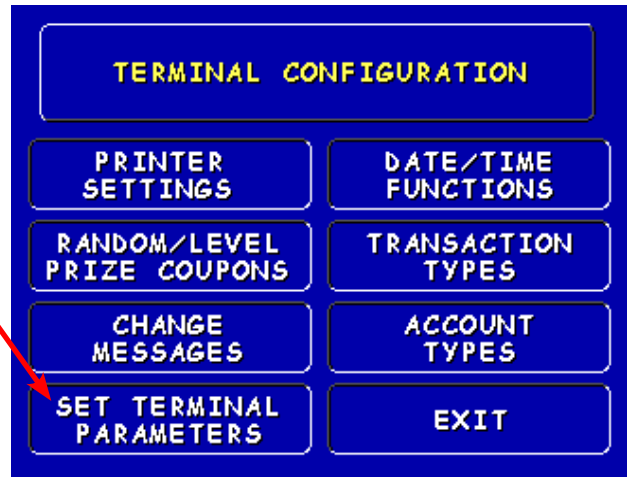 TERMINAL CONFIGURATION
PRINTER
SETTINGS
DATE/TIME
FUNCTIONS
RANDOM/LEVEL
PRIZE COUPONS
TRANSACTION
TYPES
CHANGE
MESSAGES
ACCOUNT
TYPES
SET TERMINAL
PARAMETERS
EXIT